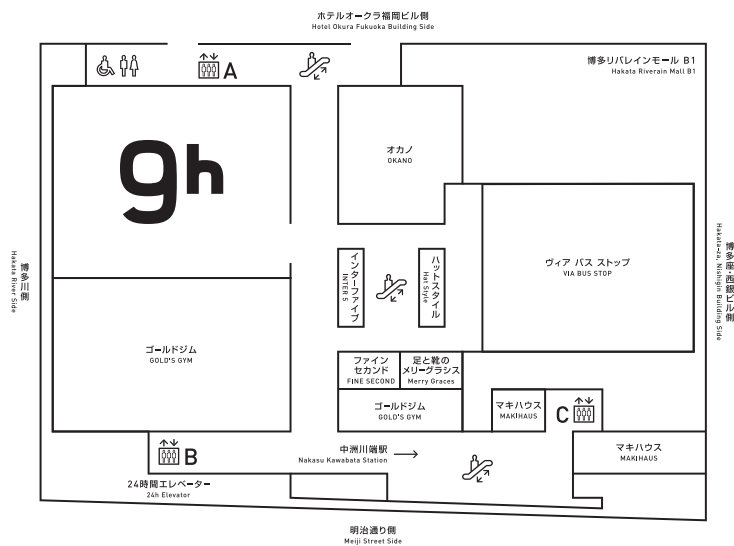 ホテルオークラ福岡ビル側
Hotel Okura Fukuoka Building Side
博多リバレインモール B1
Hakata Riverain Mall B1
A
gh
オカノ
OKANO
博多川側
Hakata River Side
博多座・西銀ビル側
Hakata-za, Nishigin Building Side
インターファイブ
INTER 5
ハットスタイル
Hat Style
ヴィア バス ストップ
VIA BUS STOP
ゴールドジム
GOLD'S GYM
ファイン
セカンド
FINE SECOND
足と靴の
メリーグラシス
Merry Graces
ゴールドジム
GOLD'S GYM
マキハウス
MAKIHAUS
C
マキハウス
MAKIHAUS
B
中洲川端駅
Nakasu Kawabata Station
24時間エレベーター
24h Elevator
明治通り側
Meiji Street Side